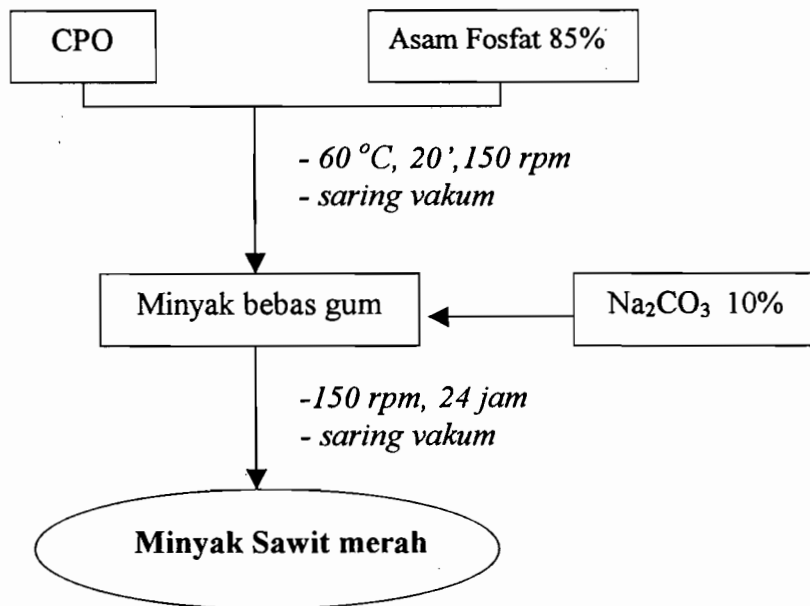 CPO
Asam Fosfat 85%
- 60 °C, 20’, 150 rpm
- saring vakum
Minyak bebas gum
Na₂CO₃ 10%
-150 rpm, 24 jam
- saring vakum
Minyak Sawit merah